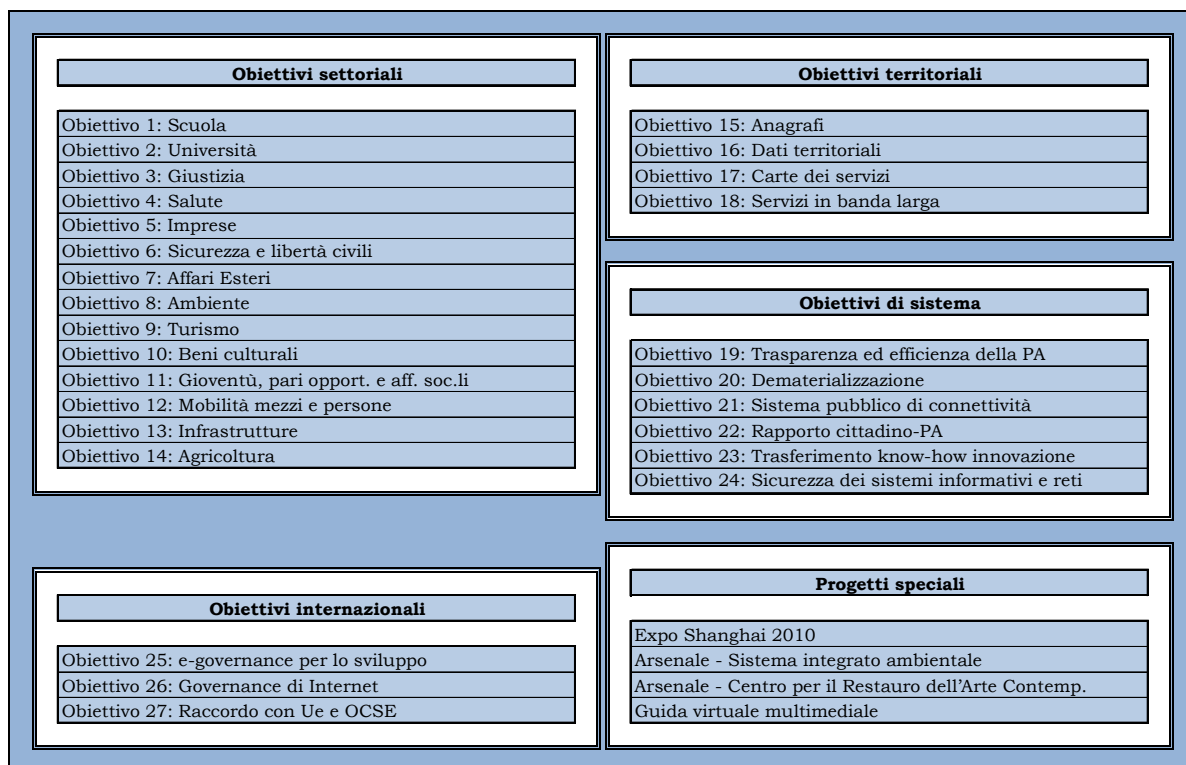 Obiettivi settoriali
Obiettivo 1: Scuola
Obiettivo 2: Università
Obiettivo 3: Giustizia
Obiettivo 4: Salute
Obiettivo 5: Imprese
Obiettivo 6: Sicurezza e libertà civili
Obiettivo 7: Affari Esteri
Obiettivo 8: Ambiente
Obiettivo 9: Turismo
Obiettivo 10: Beni culturali
Obiettivo 11: Gioventù, pari opport. e aff. soc.li
Obiettivo 12: Mobilità mezzi e persone
Obiettivo 13: Infrastrutture
Obiettivo 14: Agricoltura
Obiettivi territoriali
Obiettivo 15: Anagrafi
Obiettivo 16: Dati territoriali
Obiettivo 17: Carte dei servizi
Obiettivo 18: Servizi in banda larga
Obiettivi di sistema
Obiettivo 19: Trasparenza ed efficienza della PA
Obiettivo 20: Dematerializzazione
Obiettivo 21: Sistema pubblico di connettività
Obiettivo 22: Rapporto cittadino-PA
Obiettivo 23: Trasferimento know-how innovazione
Obiettivo 24: Sicurezza dei sistemi informativi e reti
Obiettivi internazionali
Obiettivo 25: e-governance per lo sviluppo
Obiettivo 26: Governance di Internet
Obiettivo 27: Raccordo con Ue e OCSE
Progetti speciali
Expo Shanghai 2010
Arsenale - Sistema integrato ambientale
Arsenale - Centro per il Restauro dell'Arte Contemp.
Guida virtuale multimediale